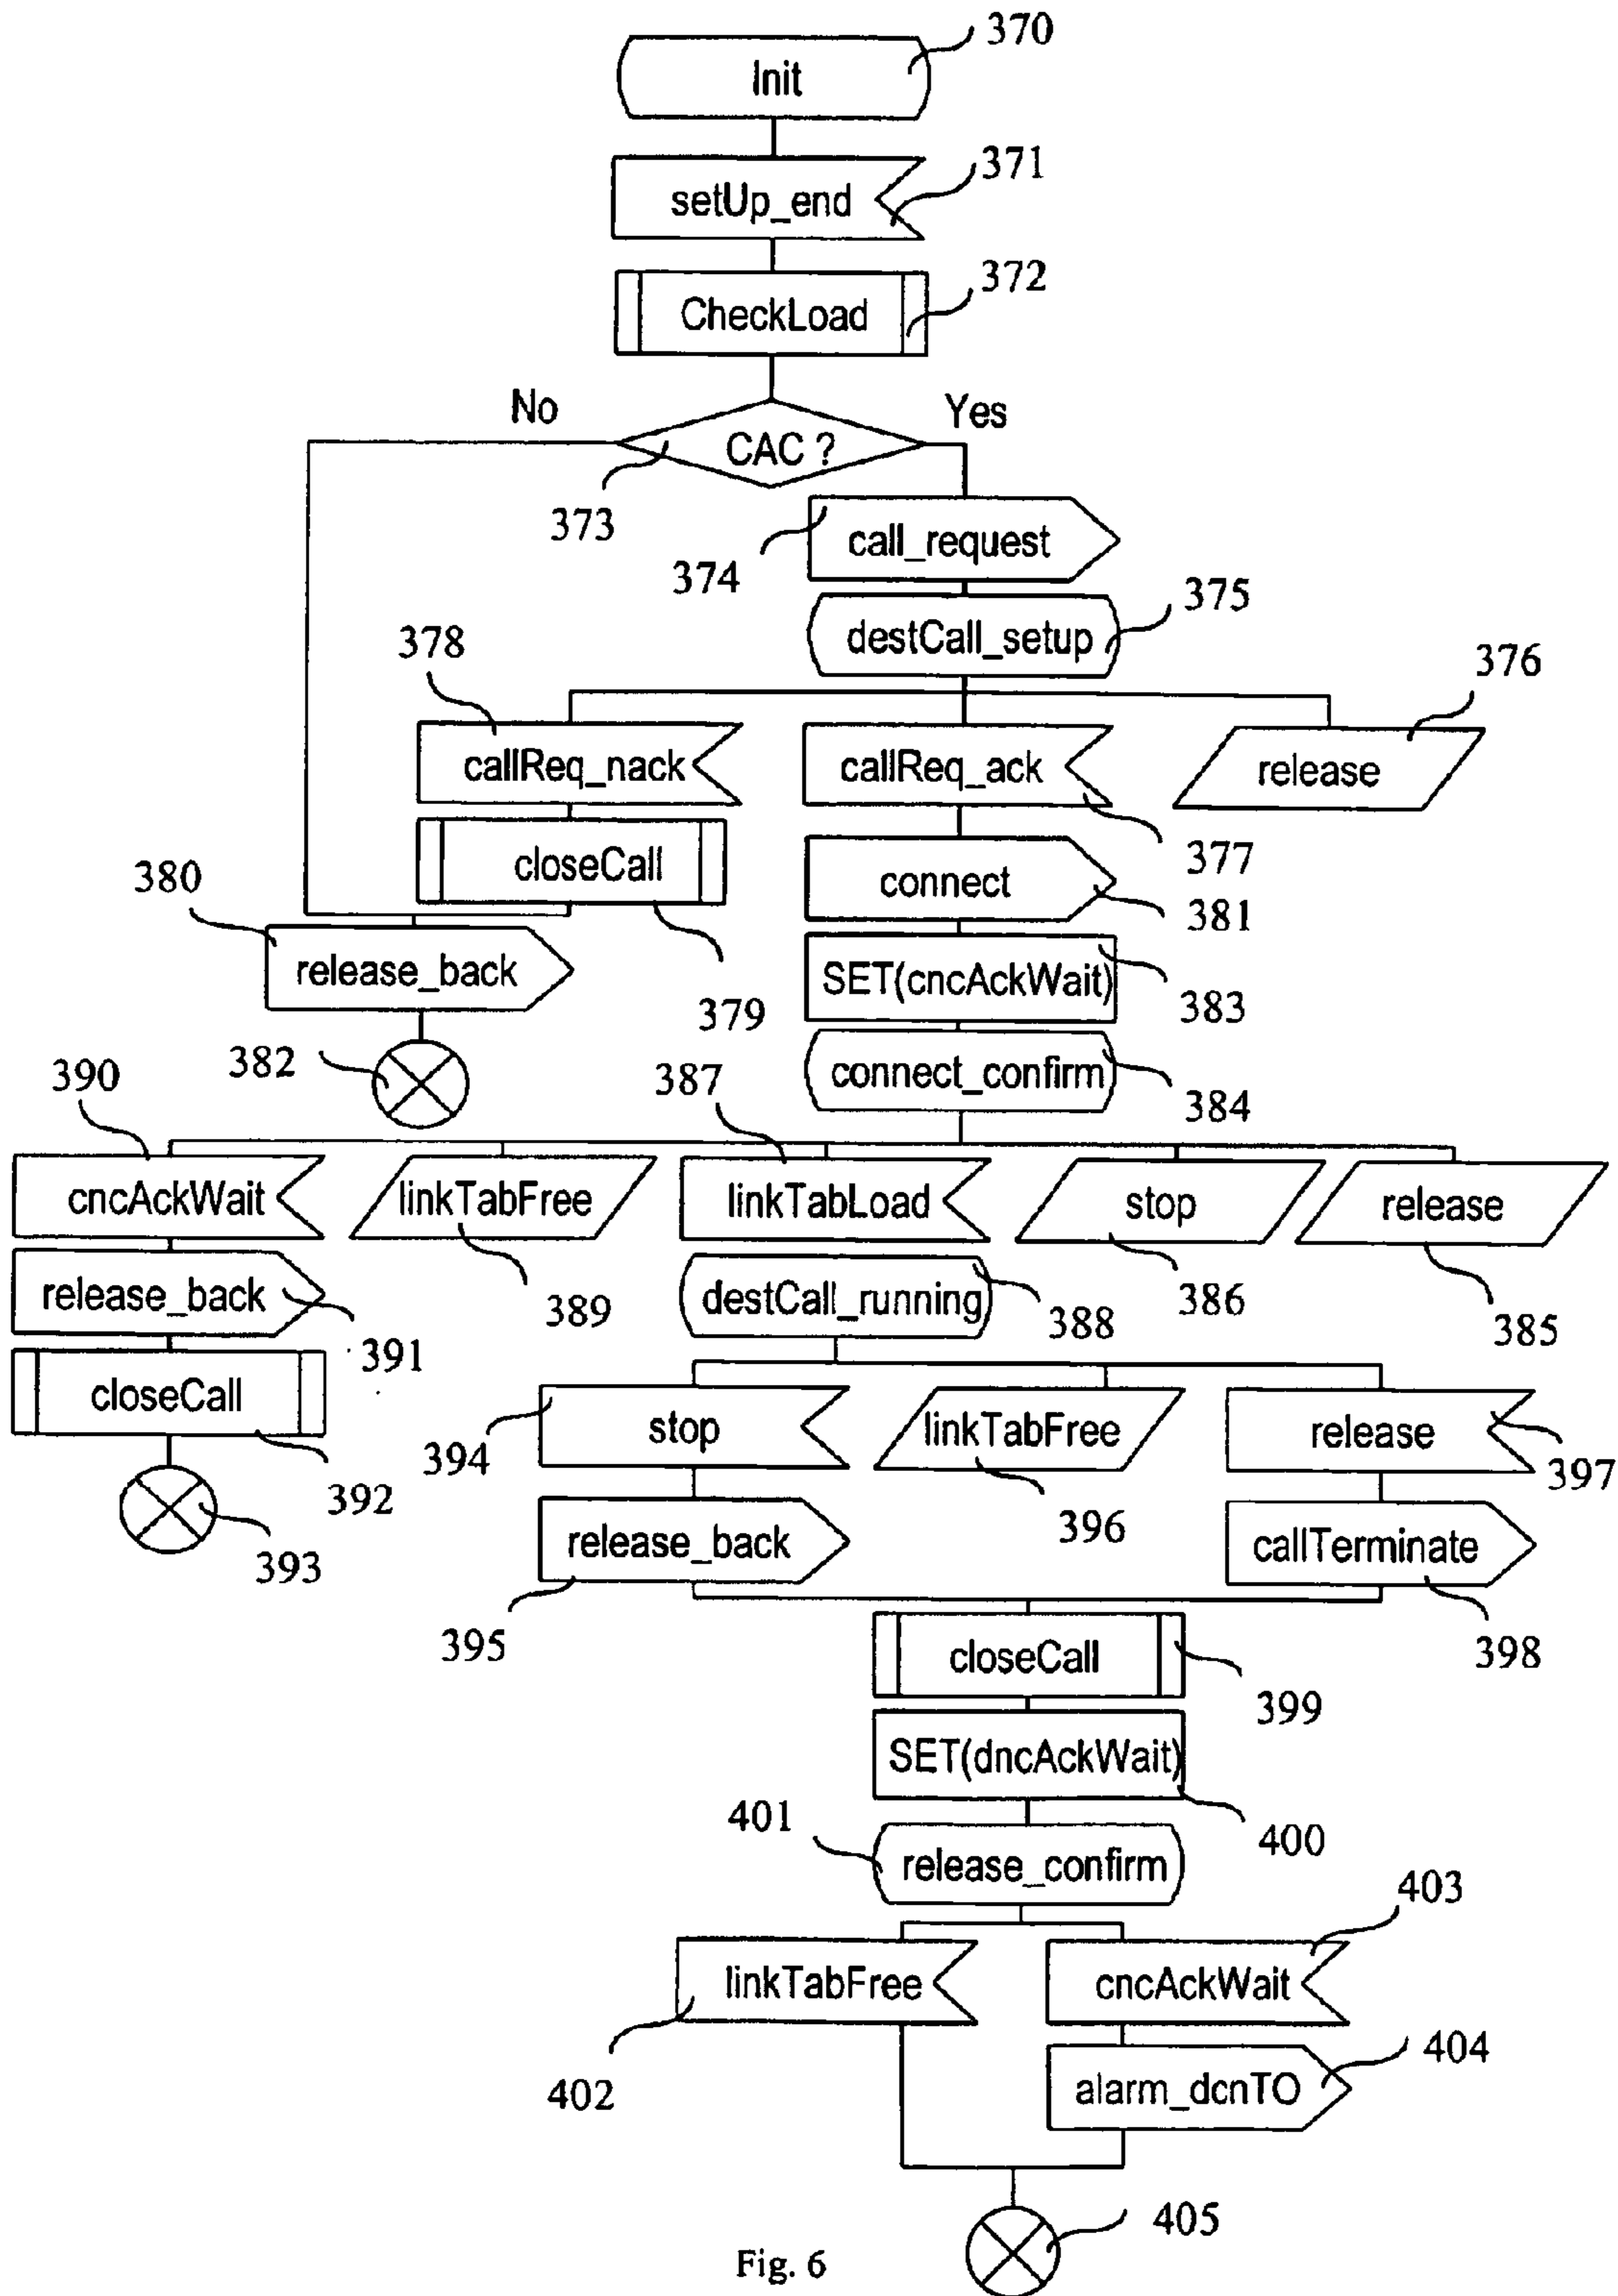 370
Init
371
setUp_end
372
CheckLoad
No
Yes
CAC ?
373
374
call_request
375
destCall_setup
378
376
callReq_nack
callReq_ack
release
377
closeCall
connect
380
381
release_back
SET(cncAckWait)
379
383
382
connect_confirm
390
387
384
cncAckWait
linkTabFree
linkTabLoad
stop
release
release_back
389
destCall_running
388
386
385
391
closeCall
394
stop
linkTabFree
release
397
392
393
release_back
396
callTerminate
395
closeCall
399
398
SET(dncAckWait)
401
400
release_confirm
403
linkTabFree
cncAckWait
402
alarm_dcnTO
404
405
Fig. 6